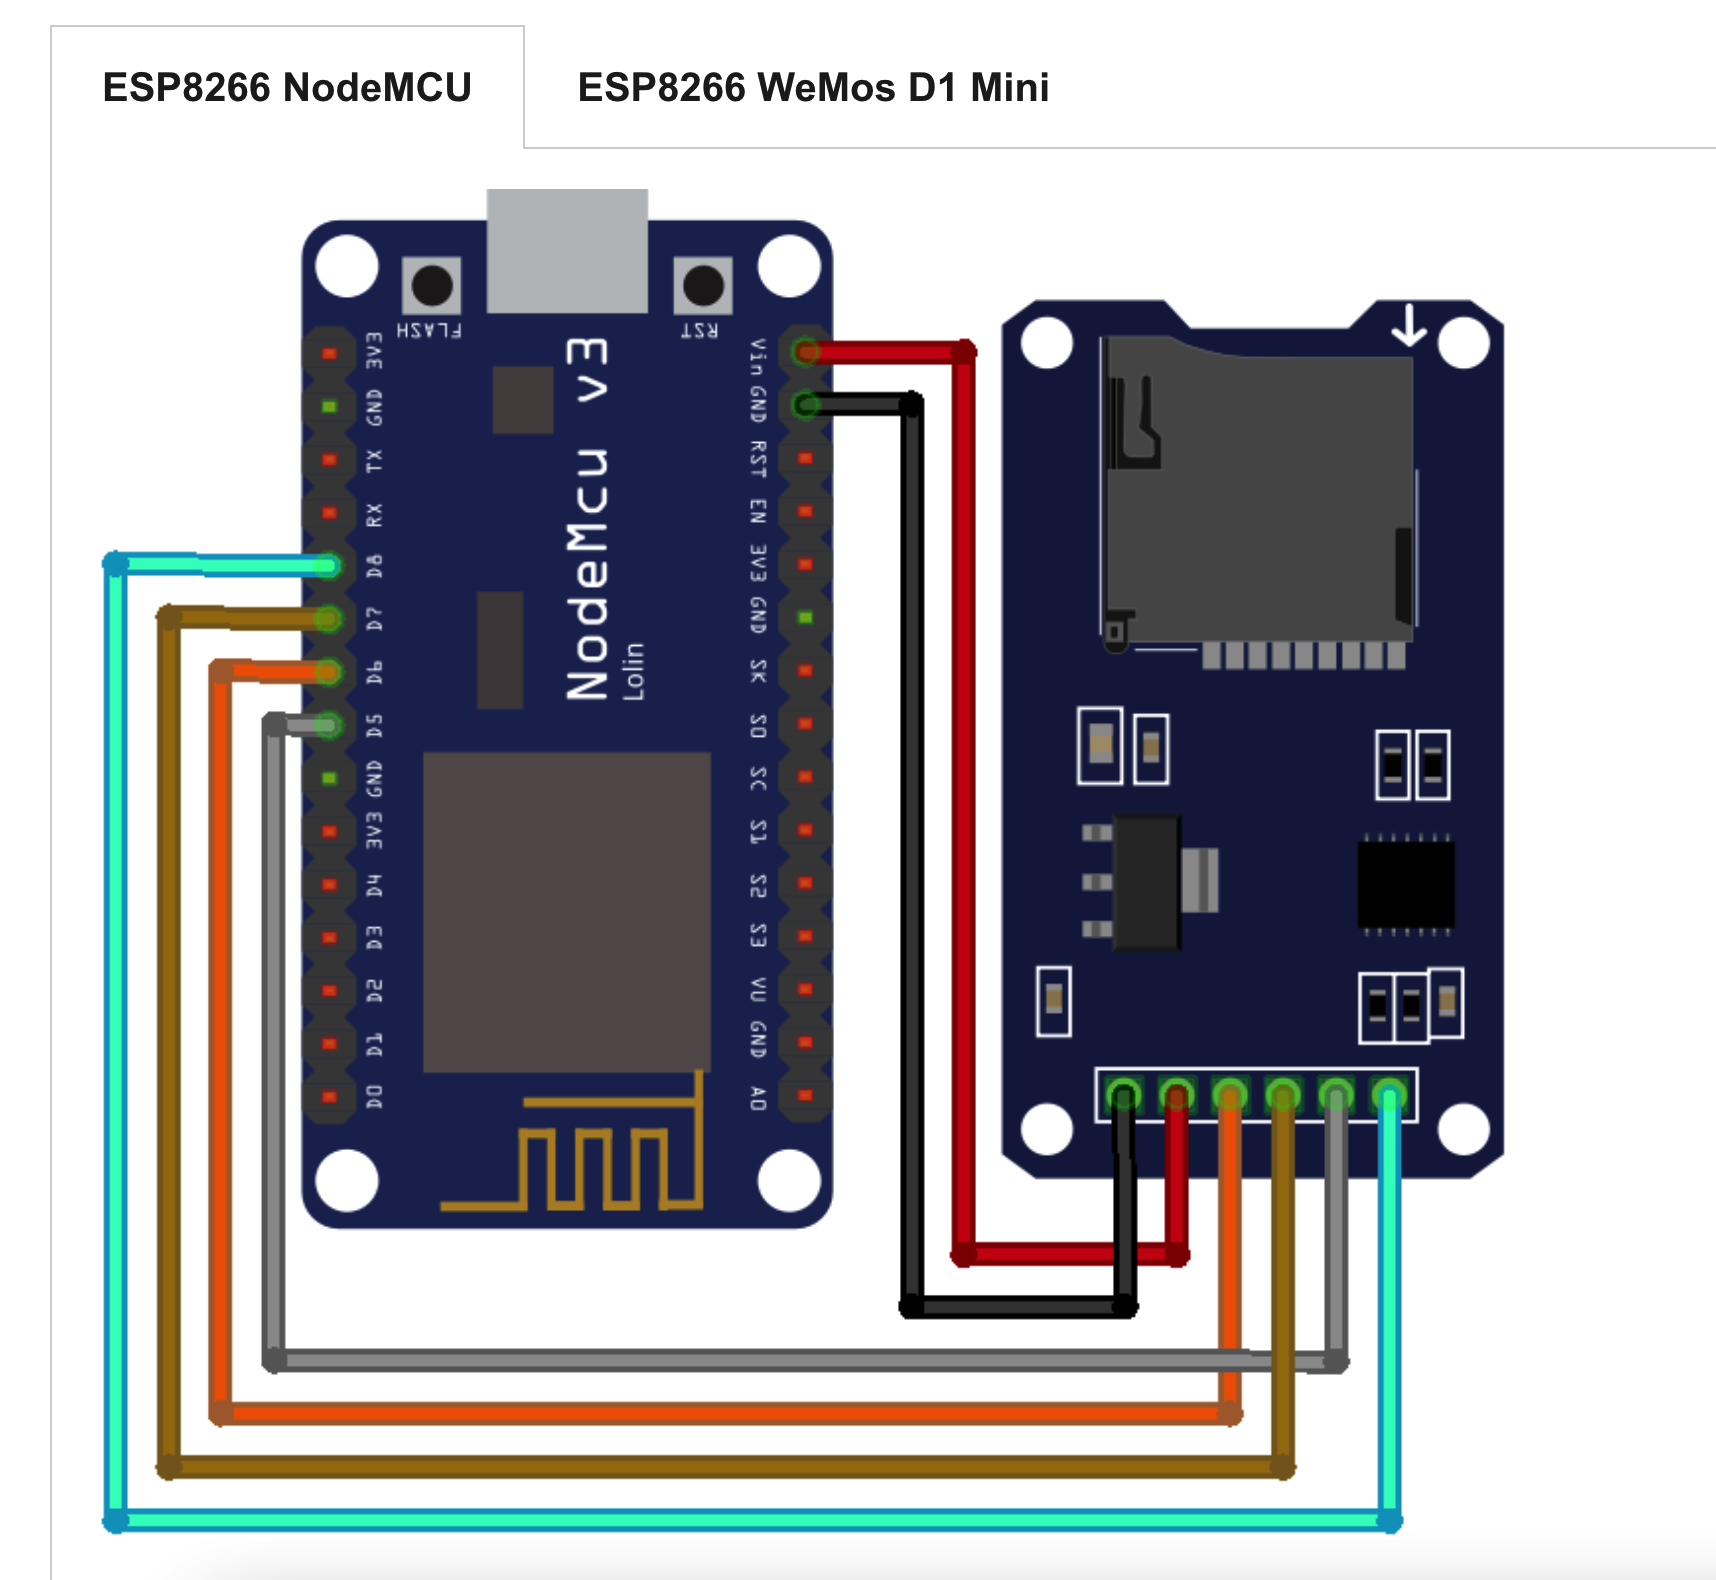 ESP8266 NodeMCU
ESP8266 WeMos D1 Mini
FLASH
RST
3V3
GND
TX
RX
D8
D7
D6
D5
GND
3V3
D4
D3
D2
D1
D0
NodeMcu v3
Lolin
Vin
GND
RST
EN
3V3
GND
SK
SO
SC
S1
S2
S3
VU
GND
AO